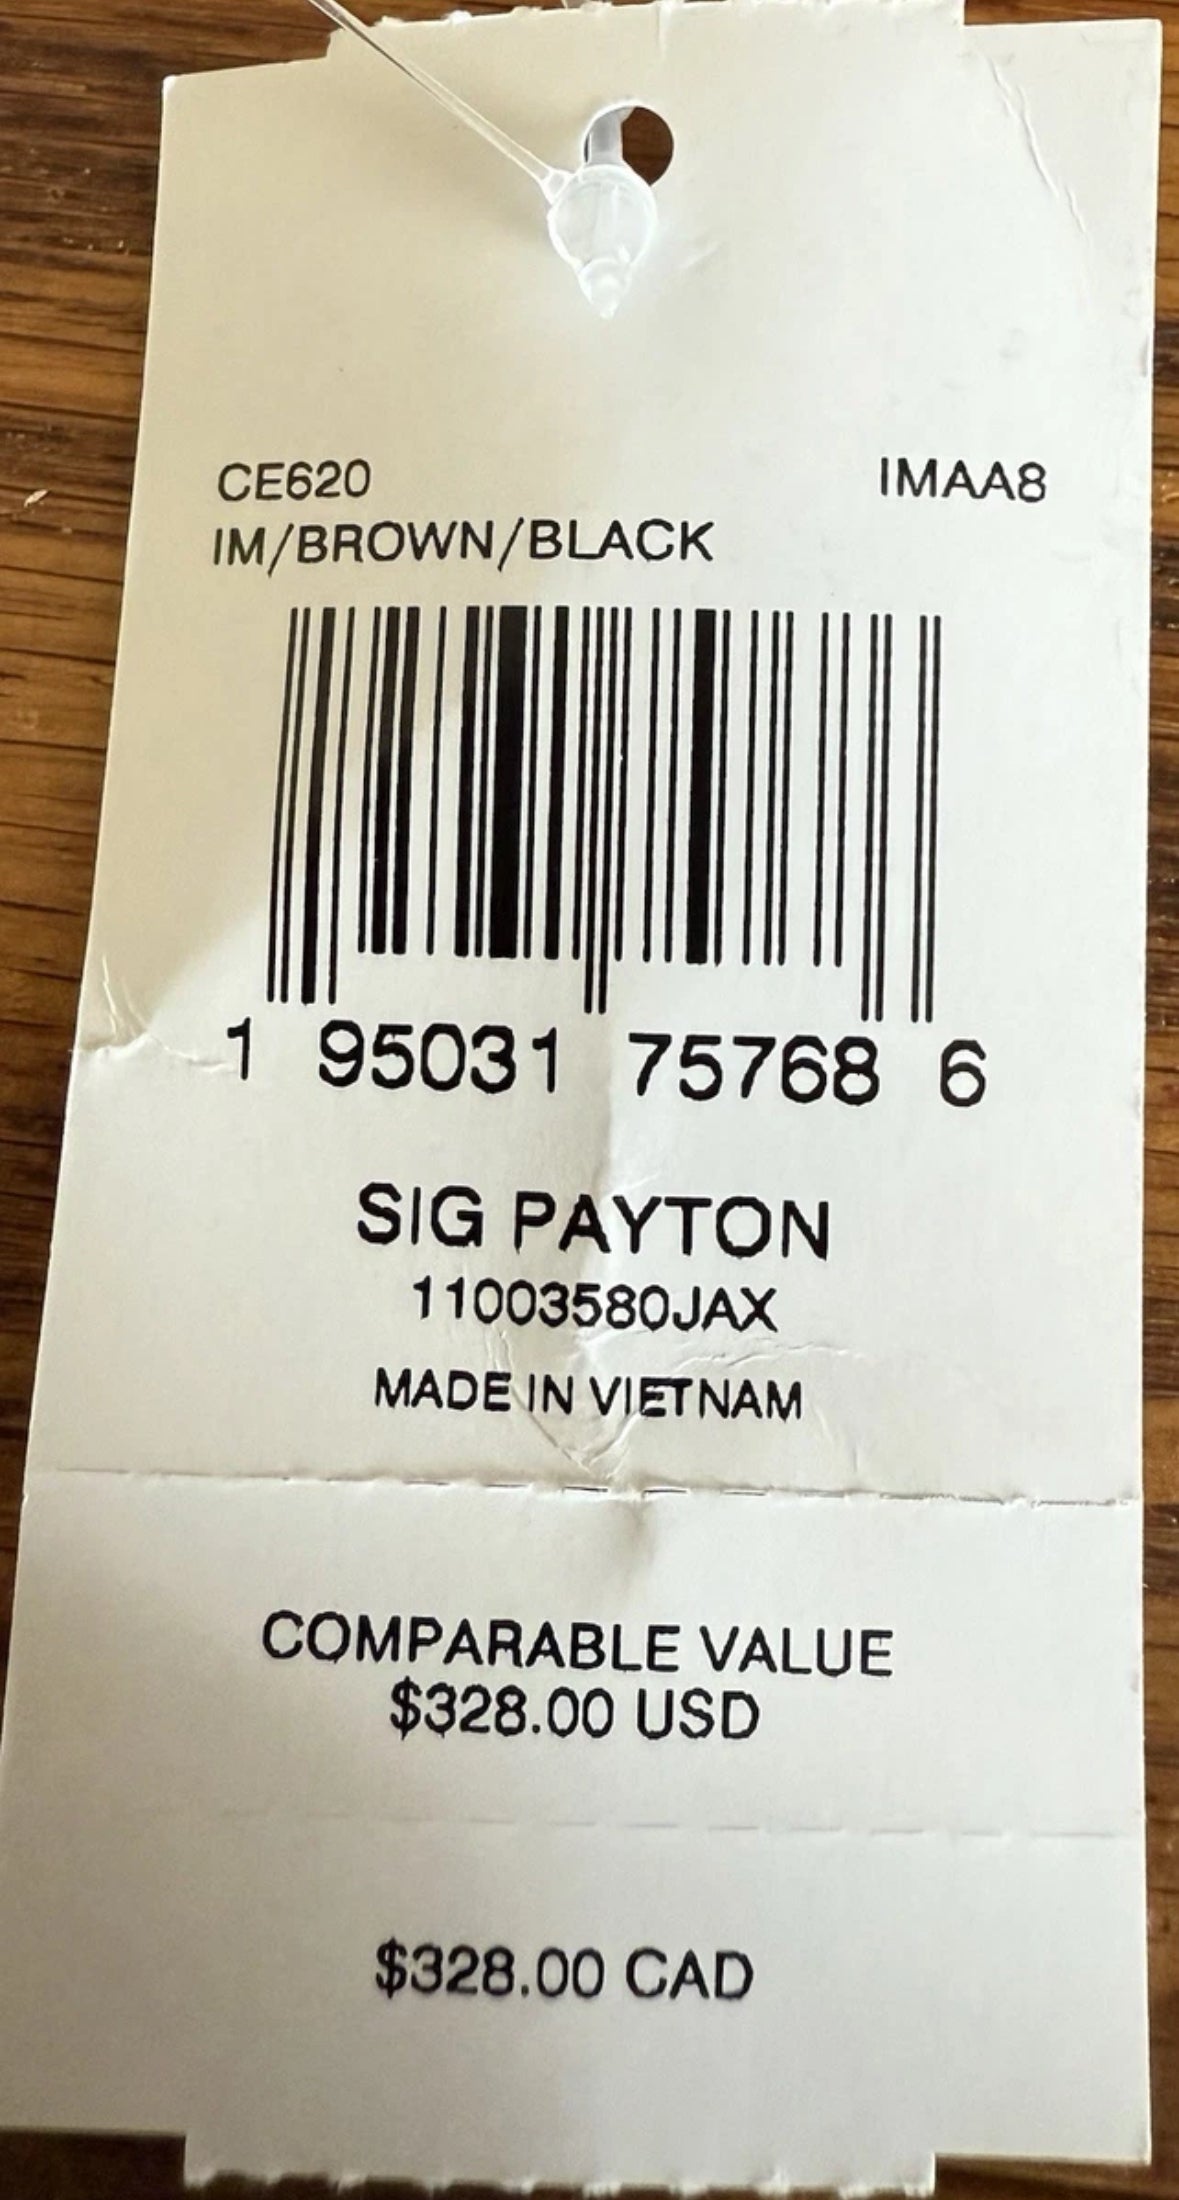 CE620 IMAA8
IM/BROWN/BLACK
1 95031 75768 6
SIG PAYTON
11003580JAX
MADE IN VIETNAM
COMPARABLE VALUE
$328.00 USD
$328.00 CAD